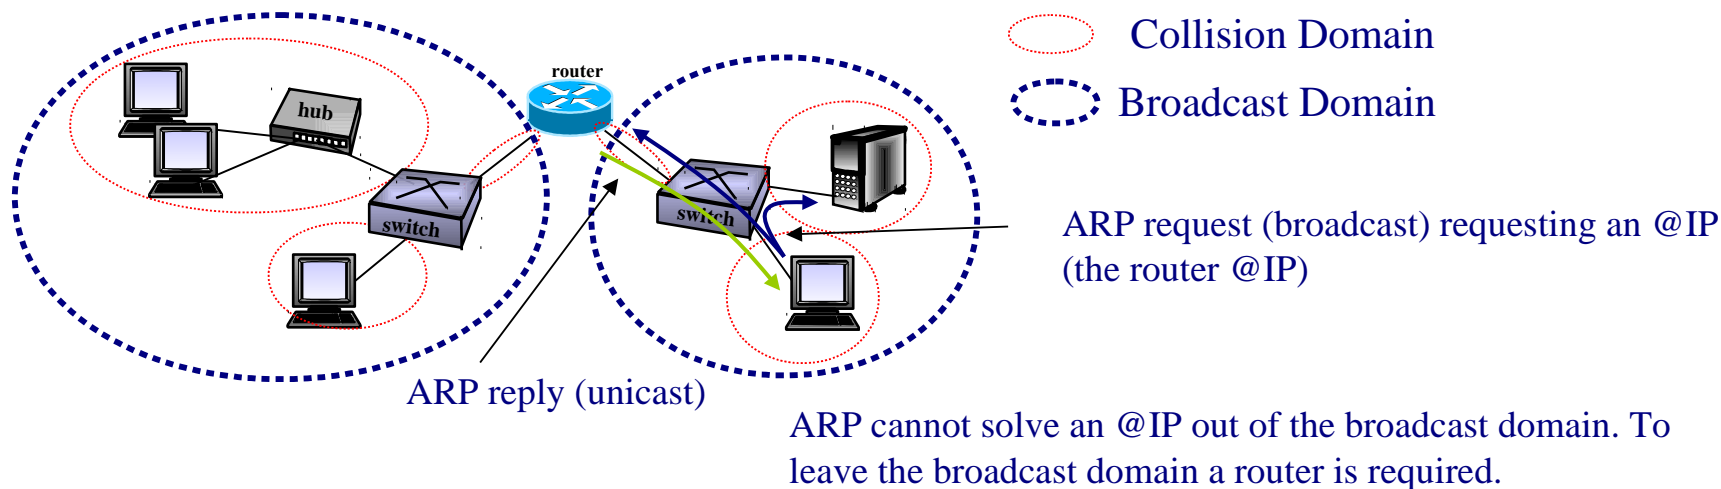 Collision Domain
Broadcast Domain
router
hub
switch
switch
ARP request (broadcast) requesting an @IP
(the router @IP)
ARP reply (unicast)
ARP cannot solve an @IP out of the broadcast domain. To
leave the broadcast domain a router is required.